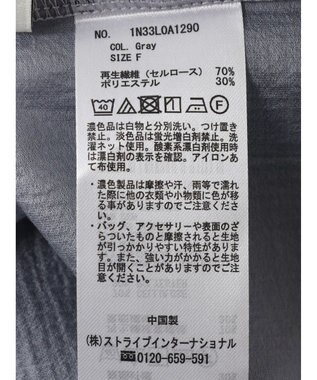 NO. 1N33L0A1290
COL. Gray
SIZE F
再生繊維（セルロース） 70%
ポリエステル 30%
40
濃色品は白物と分別洗い。つけ置き
禁止。淡色品は蛍光増白剤禁止。洗
濯ネット使用。酸素系漂白剤使用時
は漂白剤の表示を確認。アイロンあ
て布使用。
・濃色製品は摩擦や汗、雨等で濡れ
た際に他の衣類や小物類に色が移
る事がありますのでご注意くださ
い。
・バッグ、アクセサリーや表面のざ
らついたものと摩擦されると生地
が引っかかりやすい特性がありま
す。また、強い力がかかると生地
目が開くことがありますのでご注
意ください。
中国製
(株)ストライプインターナショナル
0120-659-591